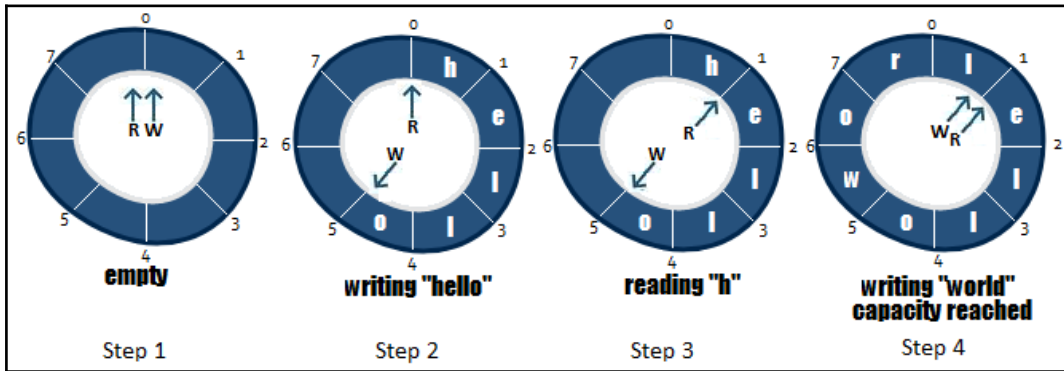 0
7 1
R W
6 2
5 3
4
empty
Step 1
0
7 h 1
e
R
6 W 2
l
5 o l 3
4
writing "hello"
Step 2
0
7 h 1
R e
6 W 2
l
5 o l 3
4
reading "h"
Step 3
0
7 r l 1
o W R e
6 2
w l
5 o l 3
4
writing "world"
capacity reached
Step 4